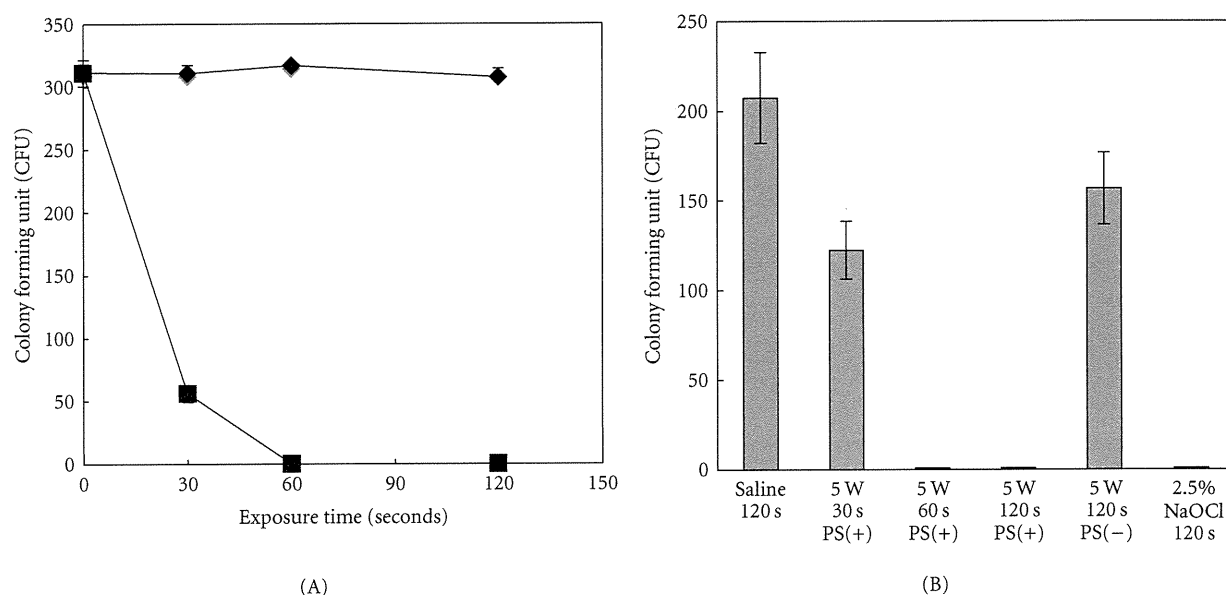 350
300
250
200
150
100
50
0
Colony forming unit (CFU)
0 30 60 90 120 150
Exposure time (seconds)
(A)
250
200
150
100
50
0
Colony forming unit (CFU)
Saline
120 s
5 W
30 s
PS(+)
5 W
60 s
PS(+)
5 W
120 s
PS(+)
5 W
120 s
PS(−)
2.5%
NaOCl
120 s
(B)